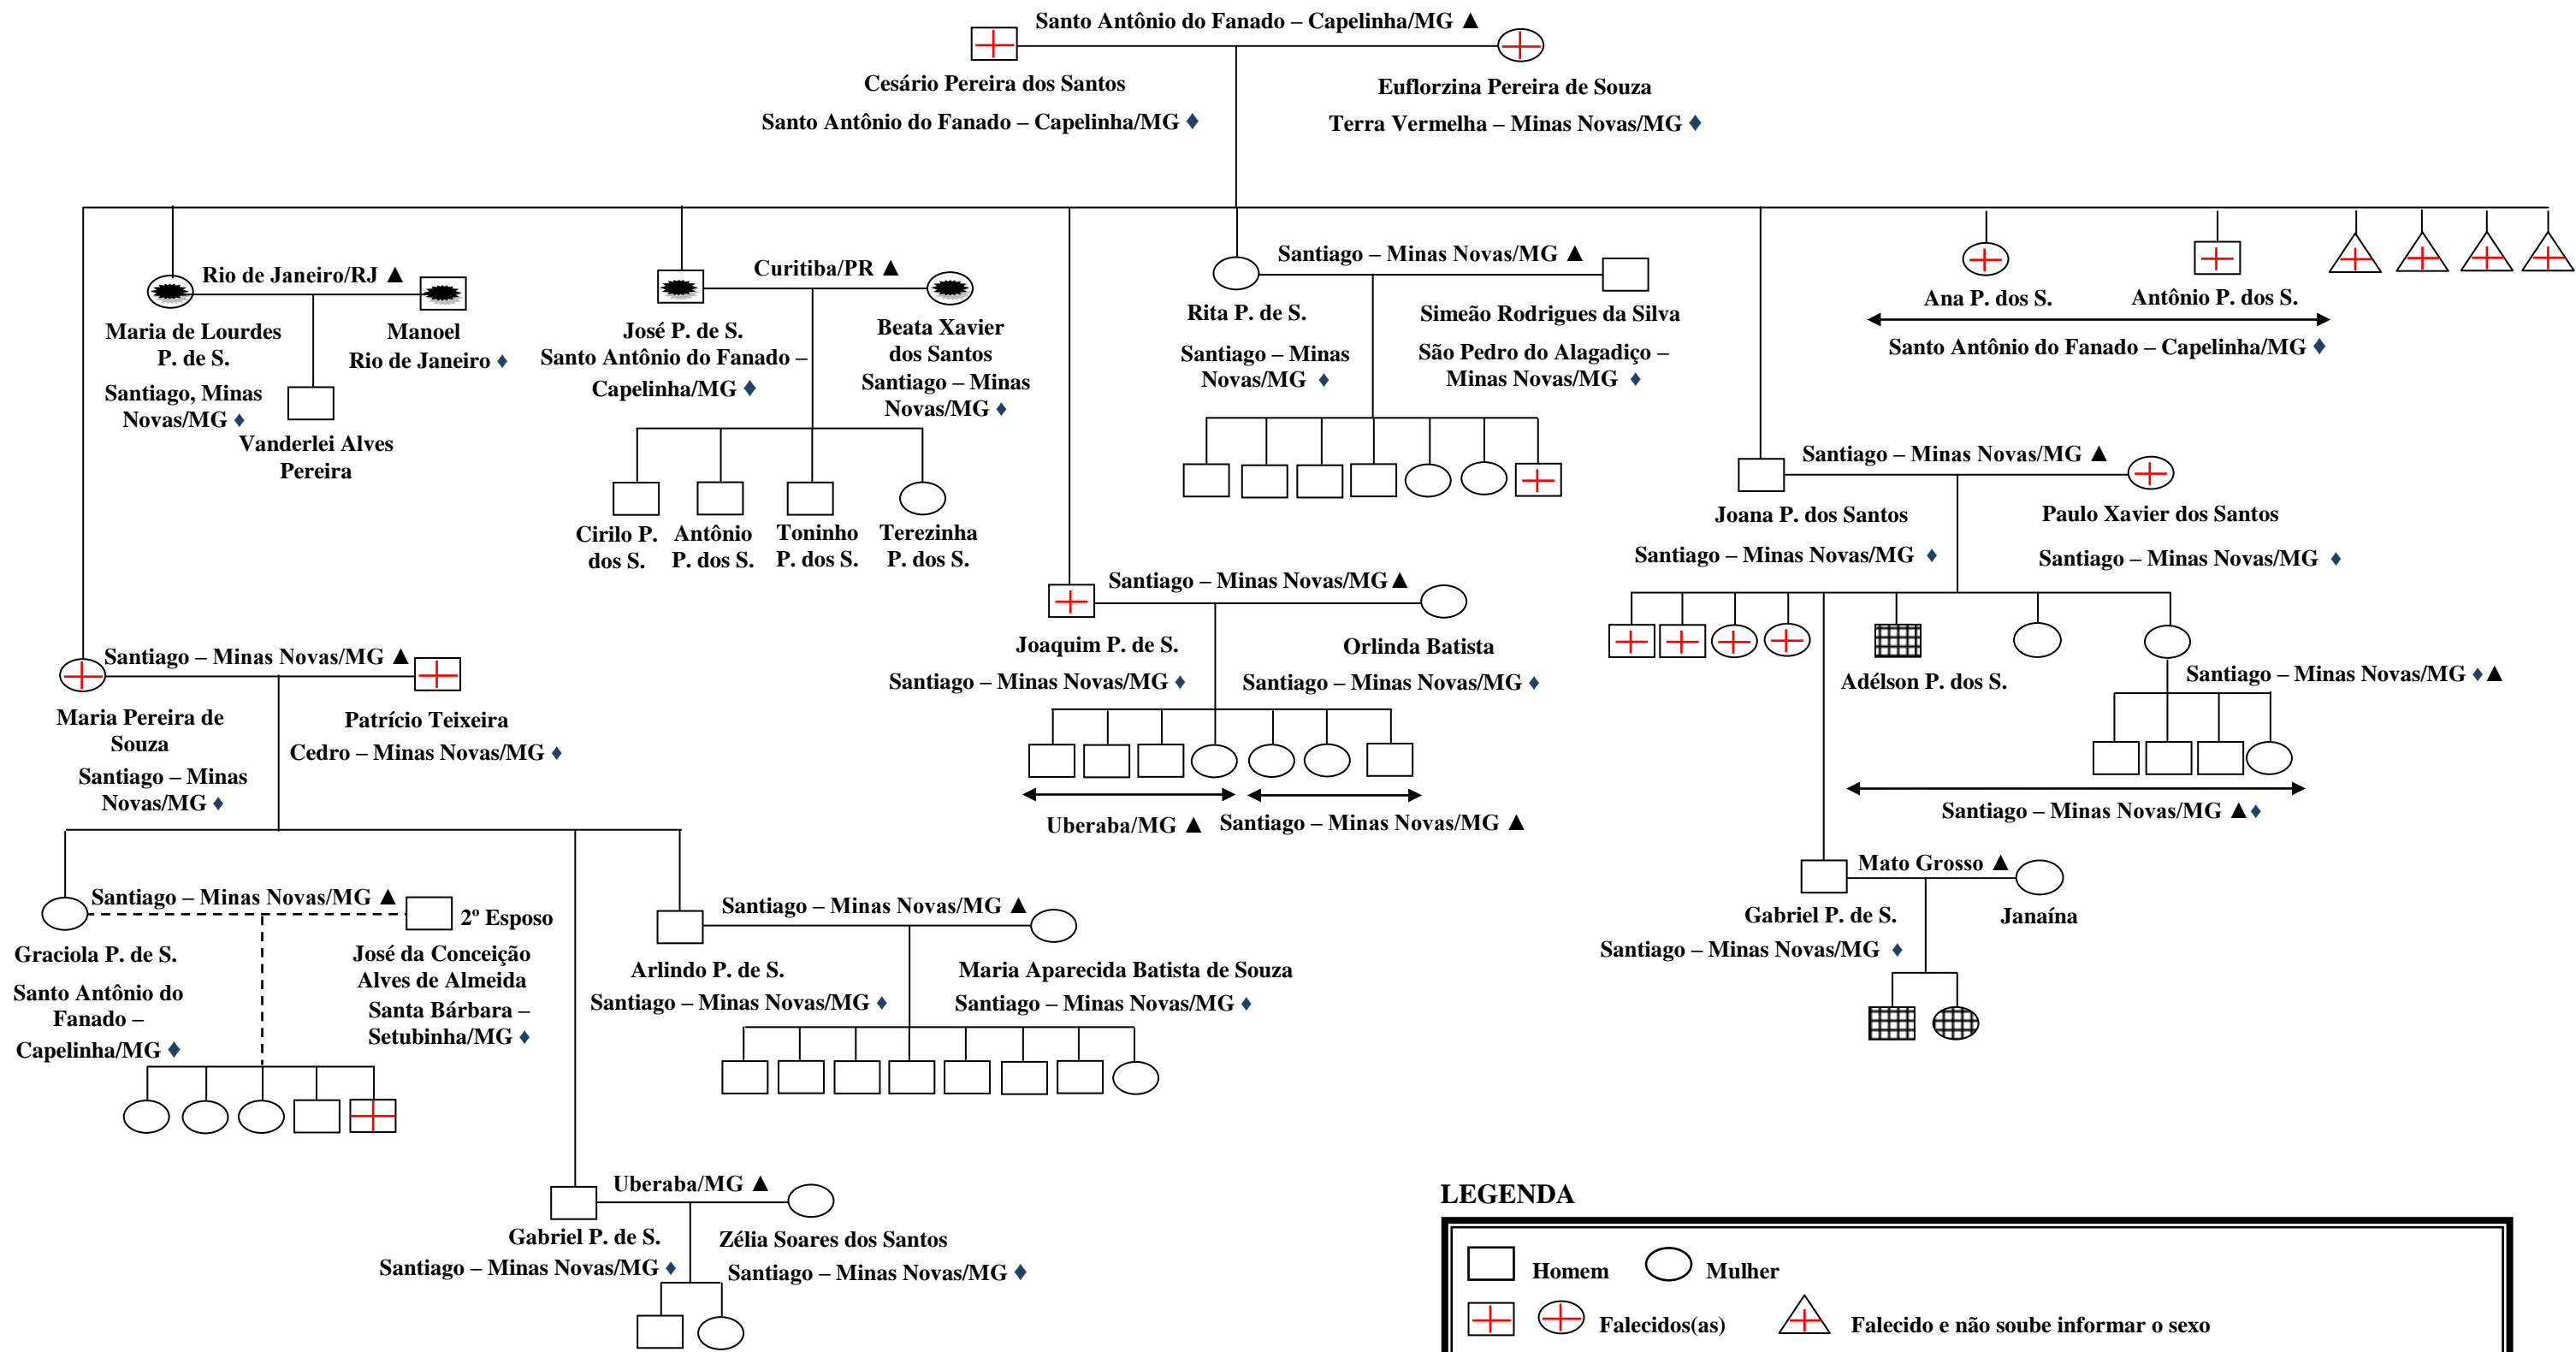 Santo Antônio do Fanado – Capelinha/MG ▲
Cesário Pereira dos Santos
Santo Antônio do Fanado – Capelinha/MG ♦
Euflorzina Pereira de Souza
Terra Vermelha – Minas Novas/MG ♦
Rio de Janeiro/RJ ▲
Maria de Lourdes
P. de S.
Santiago, Minas
Novas/MG ♦
Manoel
Rio de Janeiro ♦
Vanderlei Alves
Pereira
Curitiba/PR ▲
José P. de S.
Santo Antônio do Fanado –
Capelinha/MG ♦
Beata Xavier
dos Santos
Santiago – Minas
Novas/MG ♦
Cirilo P.
dos S.
Antônio
P. dos S.
Toninho
P. dos S.
Terezinha
P. dos S.
Santiago – Minas Novas/MG ▲
Rita P. de S.
Santiago – Minas
Novas/MG ♦
Simeão Rodrigues da Silva
São Pedro do Alagadiço –
Minas Novas/MG ♦
Ana P. dos S.
Antônio P. dos S.
Santo Antônio do Fanado – Capelinha/MG ♦
Santiago – Minas Novas/MG ▲
Joana P. dos Santos
Santiago – Minas Novas/MG ♦
Paulo Xavier dos Santos
Santiago – Minas Novas/MG ♦
Santiago – Minas Novas/MG▲
Joaquim P. de S.
Santiago – Minas Novas/MG ♦
Orlinda Batista
Santiago – Minas Novas/MG ♦
Uberaba/MG ▲
Santiago – Minas Novas/MG ▲
Adélson P. dos S.
Santiago – Minas Novas/MG ♦▲
Santiago – Minas Novas/MG ▲♦
Santiago – Minas Novas/MG ▲
Maria Pereira de
Souza
Santiago – Minas
Novas/MG ♦
Patrício Teixeira
Cedro – Minas Novas/MG ♦
Mato Grosso ▲
Gabriel P. de S.
Santiago – Minas Novas/MG ♦
Janaína
Santiago – Minas Novas/MG ▲
2º Esposo
Graciola P. de S.
Santo Antônio do
Fanado –
Capelinha/MG ♦
José da Conceição
Alves de Almeida
Santa Bárbara –
Setubinha/MG ♦
Santiago – Minas Novas/MG ▲
Arlindo P. de S.
Santiago – Minas Novas/MG ♦
Maria Aparecida Batista de Souza
Santiago – Minas Novas/MG ♦
Uberaba/MG ▲
Gabriel P. de S.
Santiago – Minas Novas/MG ♦
Zélia Soares dos Santos
Santiago – Minas Novas/MG ♦
LEGENDA
Homem
Mulher
Falecidos(as)
Falecido e não soube informar o sexo